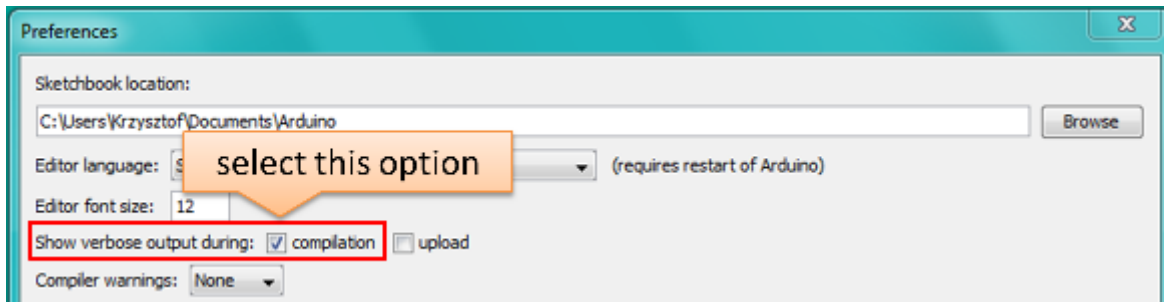 Preferences
Sketchbook location:
C:\Users\Krzysztof\Documents\Arduino
Browse
Editor language: S
select this option
(requires restart of Arduino)
Editor font size: 12
Show verbose output during: compilation upload
Compiler warnings: None